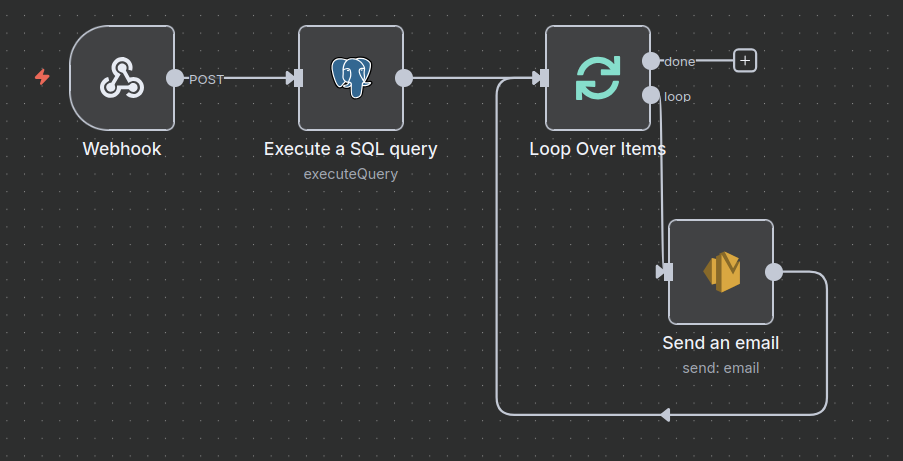 POST
done
loop
Webhook
Execute a SQL query
executeQuery
Loop Over Items
Send an email
send: email